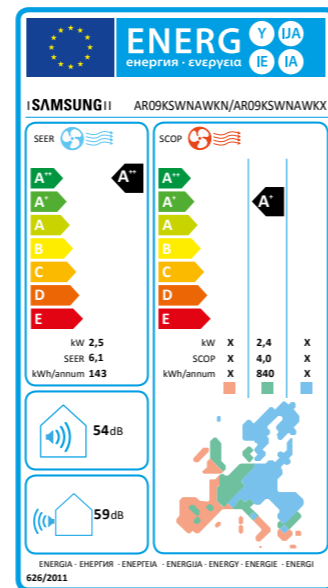 ENERG
енергия · ενεργεια
Y IJA
IE IA
SAMSUNG
AR09KSWNAWKN/AR09KSWNAWKX
SEER
A++
A+
A
B
C
D
E
A++
kW 2,5
SEER 6,1
kWh/annum 143
SCOP
A++
A+
A
B
C
D
E
A+
kW X 2,4 X
SCOP X 4,0 X
kWh/annum X 840 X
54dB
59dB
ENERGIA · ЕНЕРГИЯ · ΕΝΕΡΓΕΙΑ · ENERGIJA · ENERGY · ENERGIE · ENERGI
626/2011